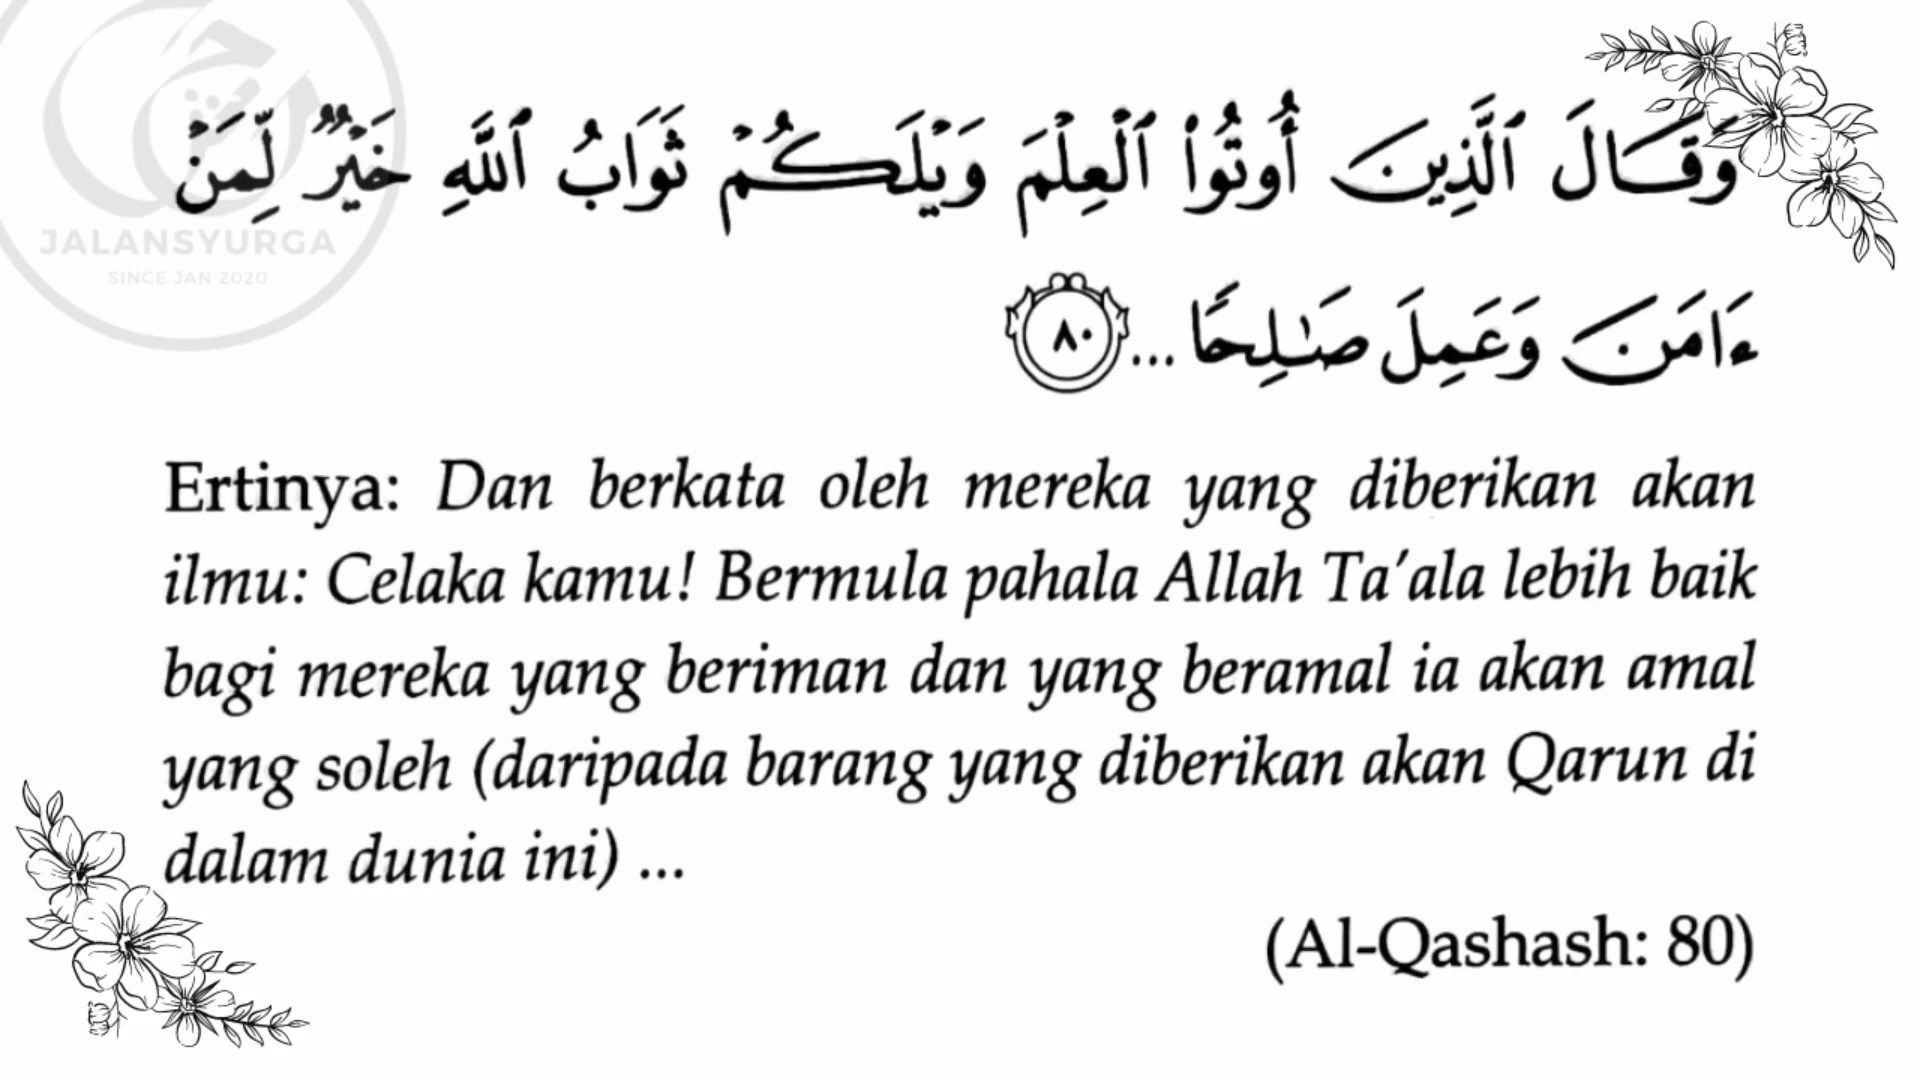 وَقَالَ ٱلَّذِينَ أُوتُوا۟ ٱلْعِلْمَ وَيْلَكُمْ ثَوَابُ ٱللَّهِ خَيْرٌ لِّمَنْ
ءَامَنَ وَعَمِلَ صَـٰلِحًا ... ٨٠
JALANSYURGA
SINCE JAN 2020
Ertinya: Dan berkata oleh mereka yang diberikan akan
ilmu: Celaka kamu! Bermula pahala Allah Ta’ala lebih baik
bagi mereka yang beriman dan yang beramal ia akan amal
yang soleh (daripada barang yang diberikan akan Qarun di
dalam dunia ini) ...
(Al-Qashash: 80)